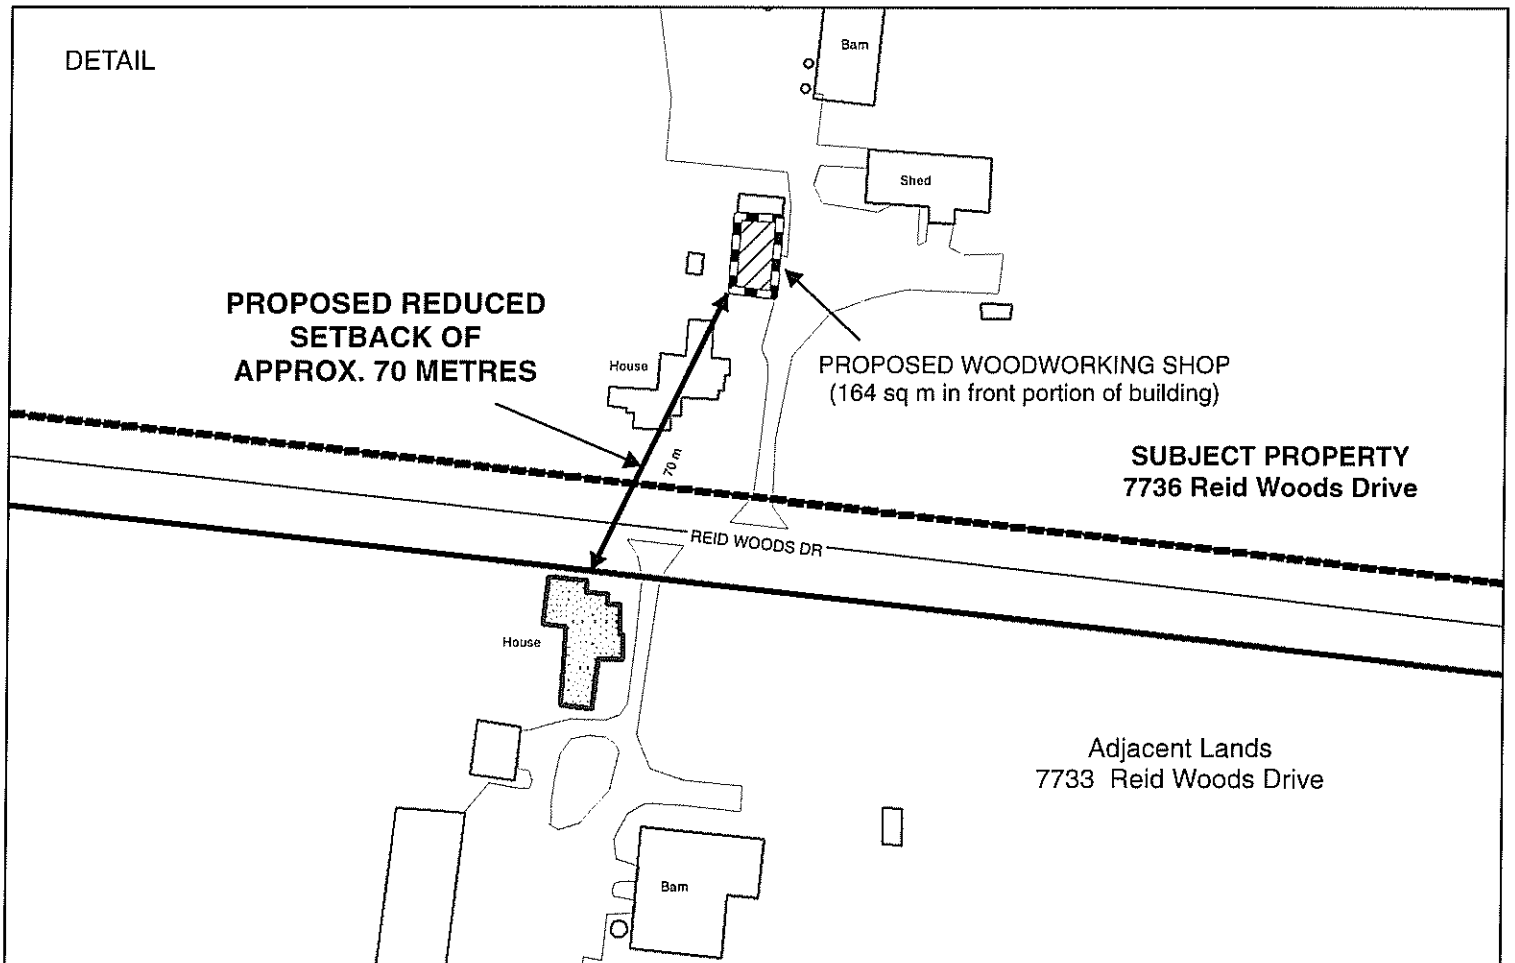 DETAIL
Barn
Shed
PROPOSED REDUCED
SETBACK OF
APPROX. 70 METRES
House
PROPOSED WOODWORKING SHOP
(164 sq m in front portion of building)
70 m
SUBJECT PROPERTY
7736 Reid Woods Drive
REID WOODS DR
House
Adjacent Lands
7733 Reid Woods Drive
Barn